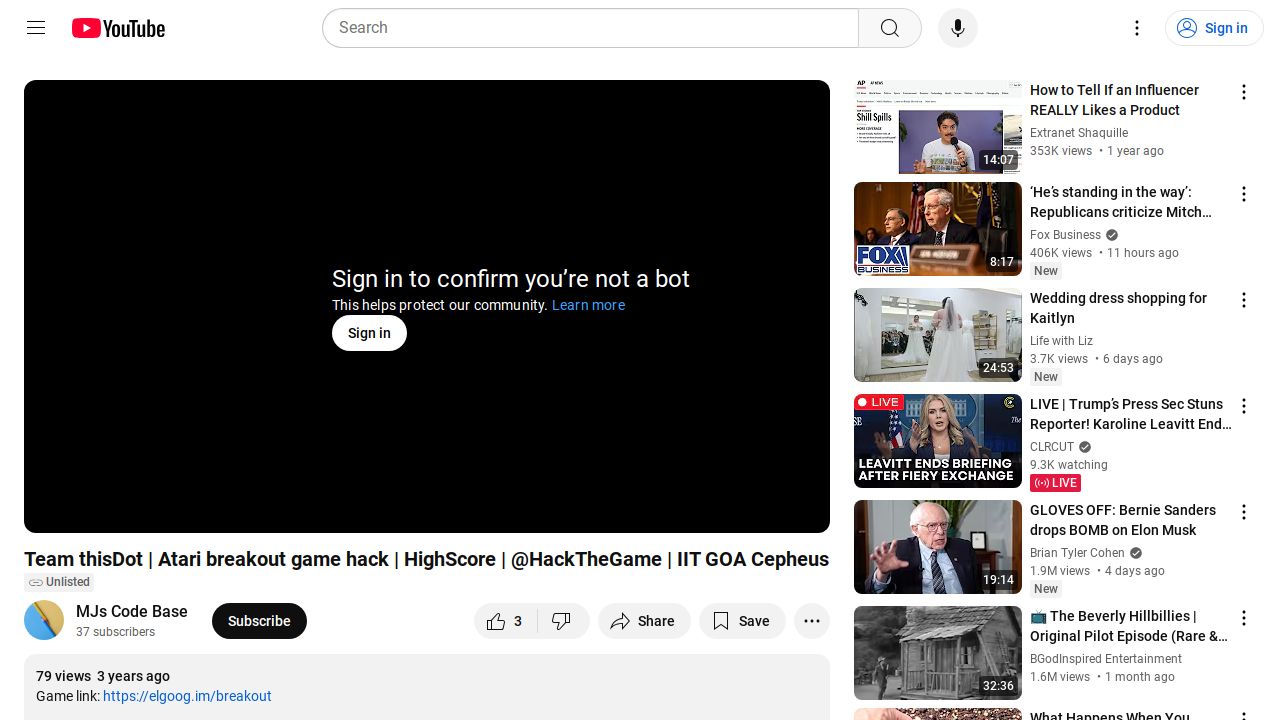 YouTube
Search
Sign in
Sign in to confirm you’re not a bot
This helps protect our community. Learn more
Sign in
Team thisDot | Atari breakout game hack | HighScore | @HackTheGame | IIT GOA Cepheus
Unlisted
MJs Code Base
37 subscribers
Subscribe
3
Share
Save
79 views 3 years ago
Game link: https://elgoog.im/breakout
AP AP NEWS
Shill Spills
MORE COVERAGE
14:07
How to Tell If an Influencer
REALLY Likes a Product
Extranet Shaquille
353K views • 1 year ago
FOX
BUSINESS
8:17
‘He’s standing in the way’:
Republicans criticize Mitch…
Fox Business
406K views • 11 hours ago
New
24:53
Wedding dress shopping for
Kaitlyn
Life with Liz
3.7K views • 6 days ago
New
LIVE
LEAVITT ENDS BRIEFING
AFTER FIERY EXCHANGE
LIVE | Trump’s Press Sec Stuns
Reporter! Karoline Leavitt End…
CLRCUT
9.3K watching
LIVE
19:14
GLOVES OFF: Bernie Sanders
drops BOMB on Elon Musk
Brian Tyler Cohen
1.9M views • 4 days ago
New
32:36
📺 The Beverly Hillbillies |
Original Pilot Episode (Rare &…
BGodInspired Entertainment
1.6M views • 1 month ago
What Happens When You